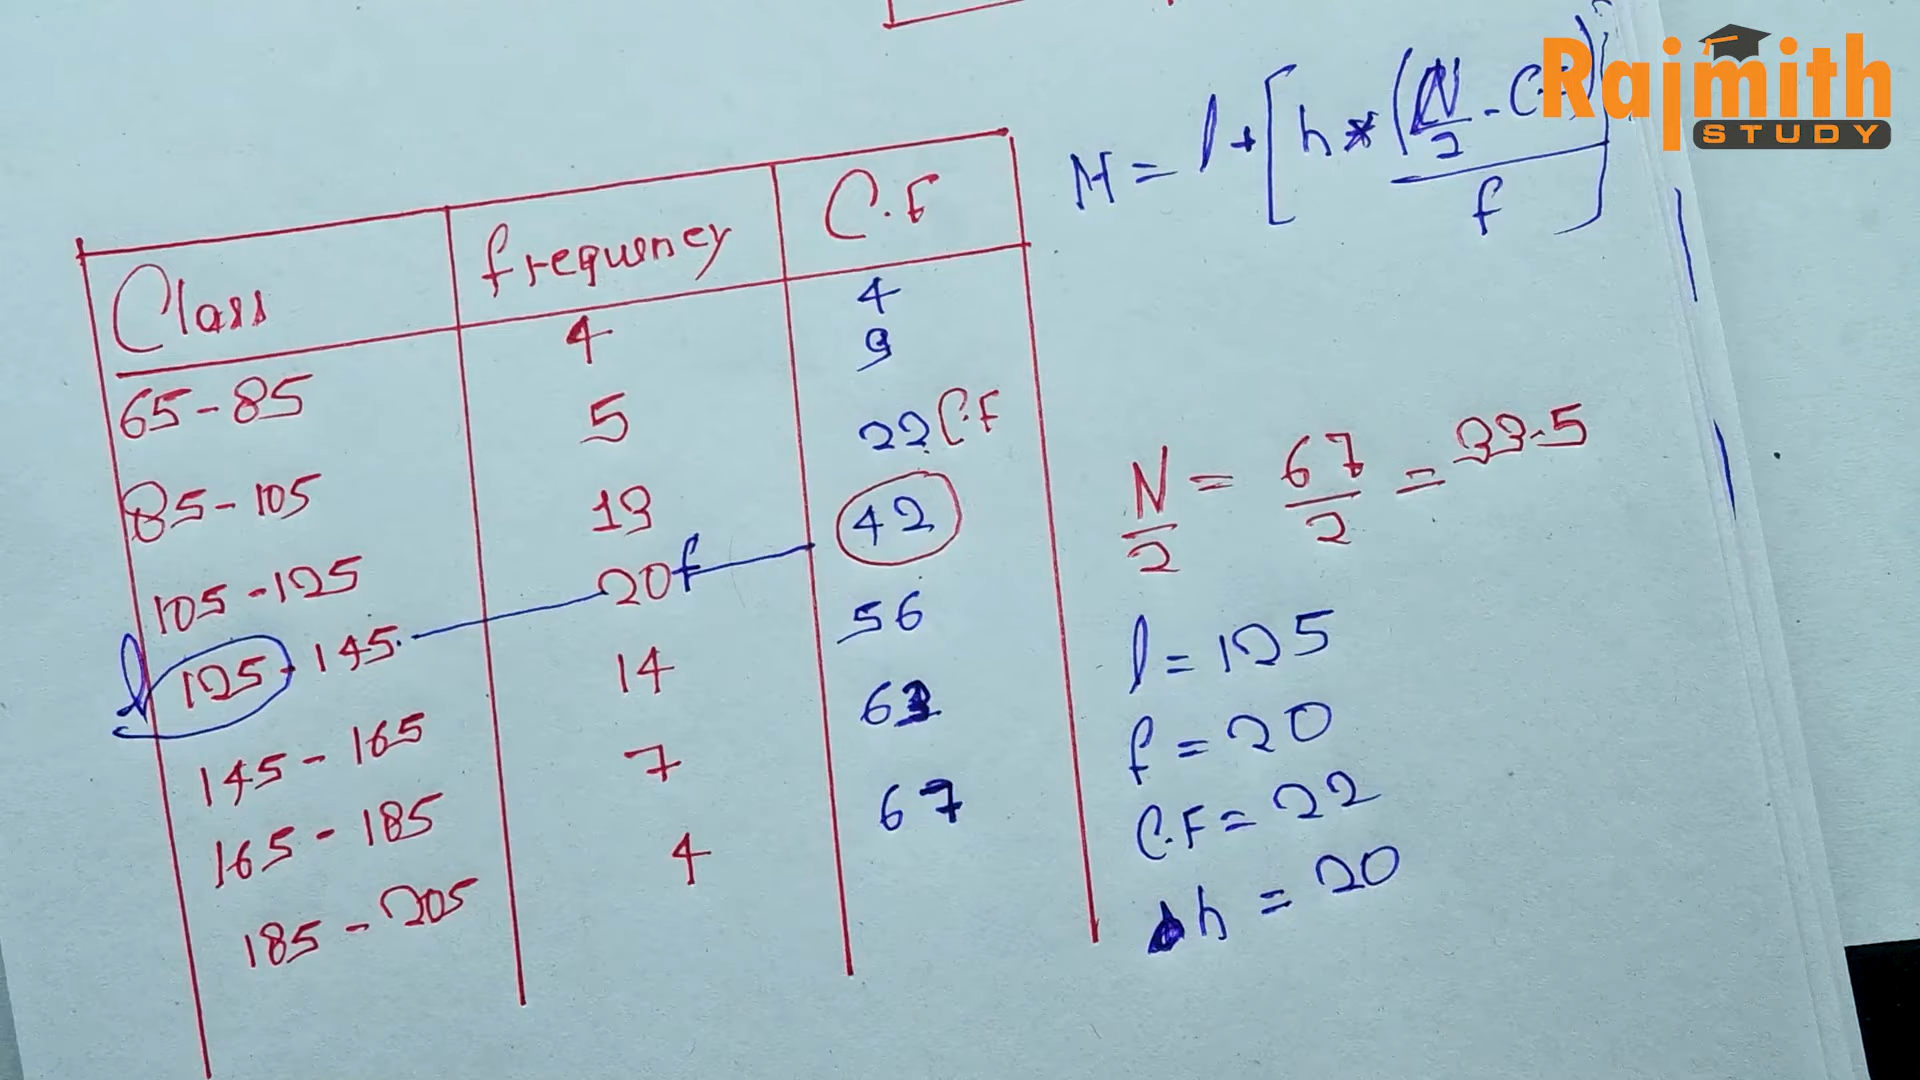 Rajmith
STUDY
M = l + [h * (N/2 - C.F) / f]
Class frequency C.F
65-85 4 4
85-105 5 9
105-125 13 22 C.F
l 125-145 20 f 42
145-165 14 56
165-185 7 63
185-205 4 67
N/2 = 67/2 = 33.5
l = 125
f = 20
C.F = 22
h = 20